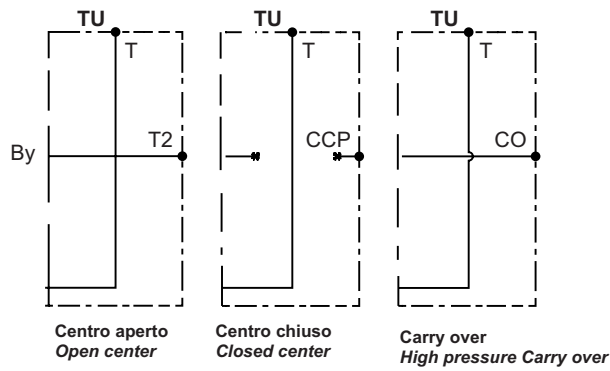 TU TU TU
T T T
By T2 CCP CO
Centro aperto
Open center
Centro chiuso
Closed center
Carry over
High pressure Carry over